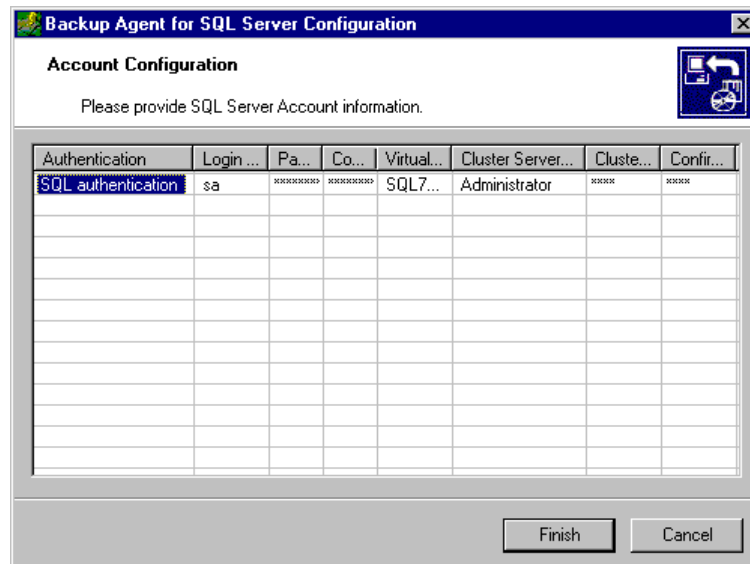 Backup Agent for SQL Server Configuration
Account Configuration
Please provide SQL Server Account information.
Authentication Login ... Pa... Co... Virtual... Cluster Server... Cluste... Confir...
SQL authentication sa ******** ******** SQL7... Administrator **** ****
Finish Cancel